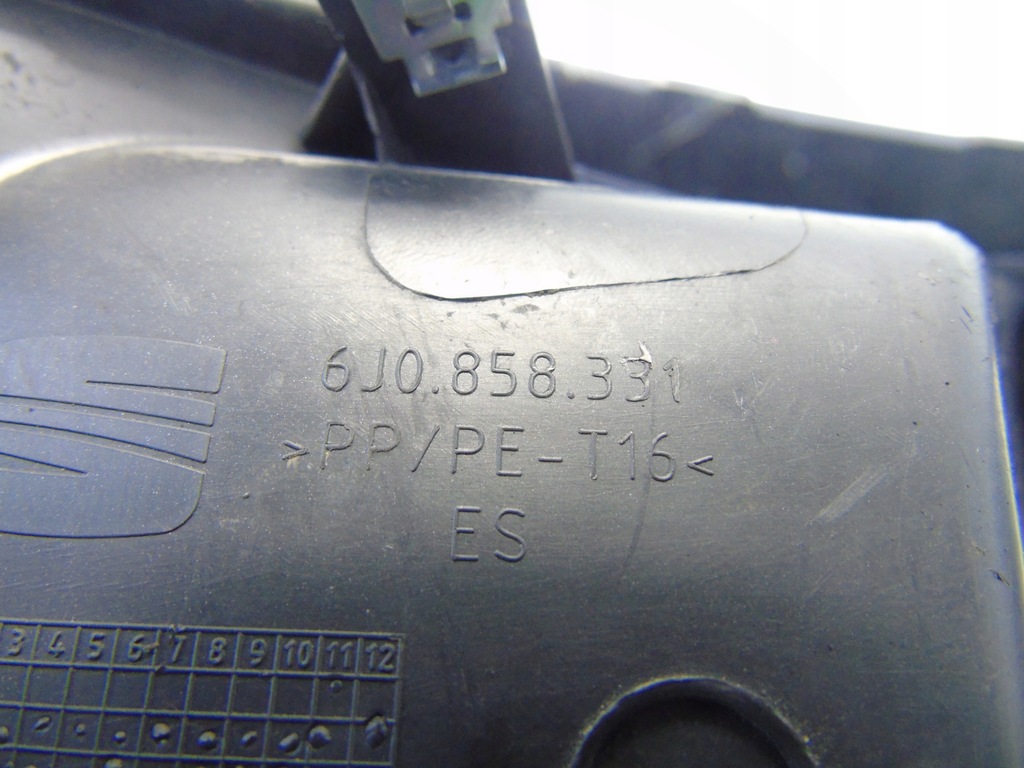 6J0.858.331
>PP/PE-T16<
ES
3 4 5 6 7 8 9 10 11 12